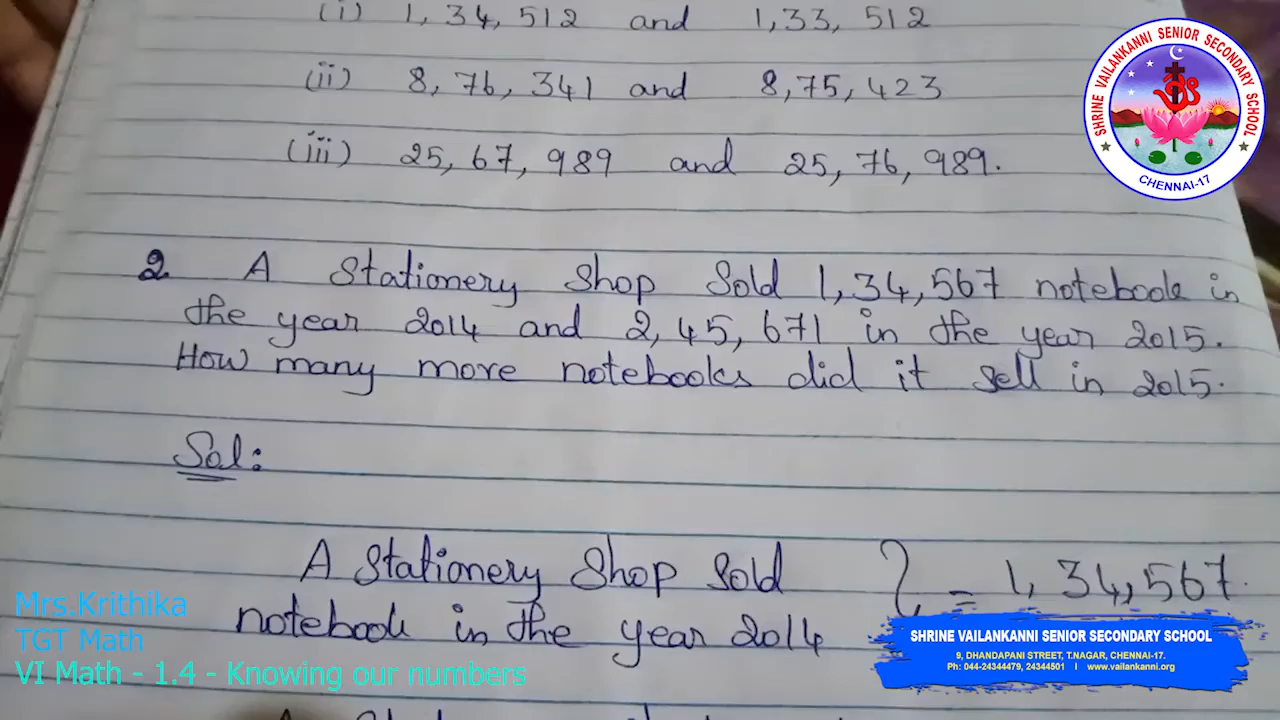 (i) 1,34,512 and 1,33,512
(ii) 8,76,341 and 8,75,423
(iii) 25,67,989 and 25,76,989.
2 A Stationery Shop Sold 1,34,567 notebook in
the year 2014 and 2,45,671 in the year 2015.
How many more notebooks did it sell in 2015.
Sol:
A Stationery Shop Sold
notebook in the year 2014
= 1,34,567.
SHRINE VAILANKANNI SENIOR SECONDARY SCHOOL
CHENNAI-17
Mrs.Krithika
TGT Math
VI Math - 1.4 - Knowing our numbers
SHRINE VAILANKANNI SENIOR SECONDARY SCHOOL
9, DHANDAPANI STREET, T.NAGAR, CHENNAI-17.
Ph: 044-24344479, 24344501 I www.vailankanni.org